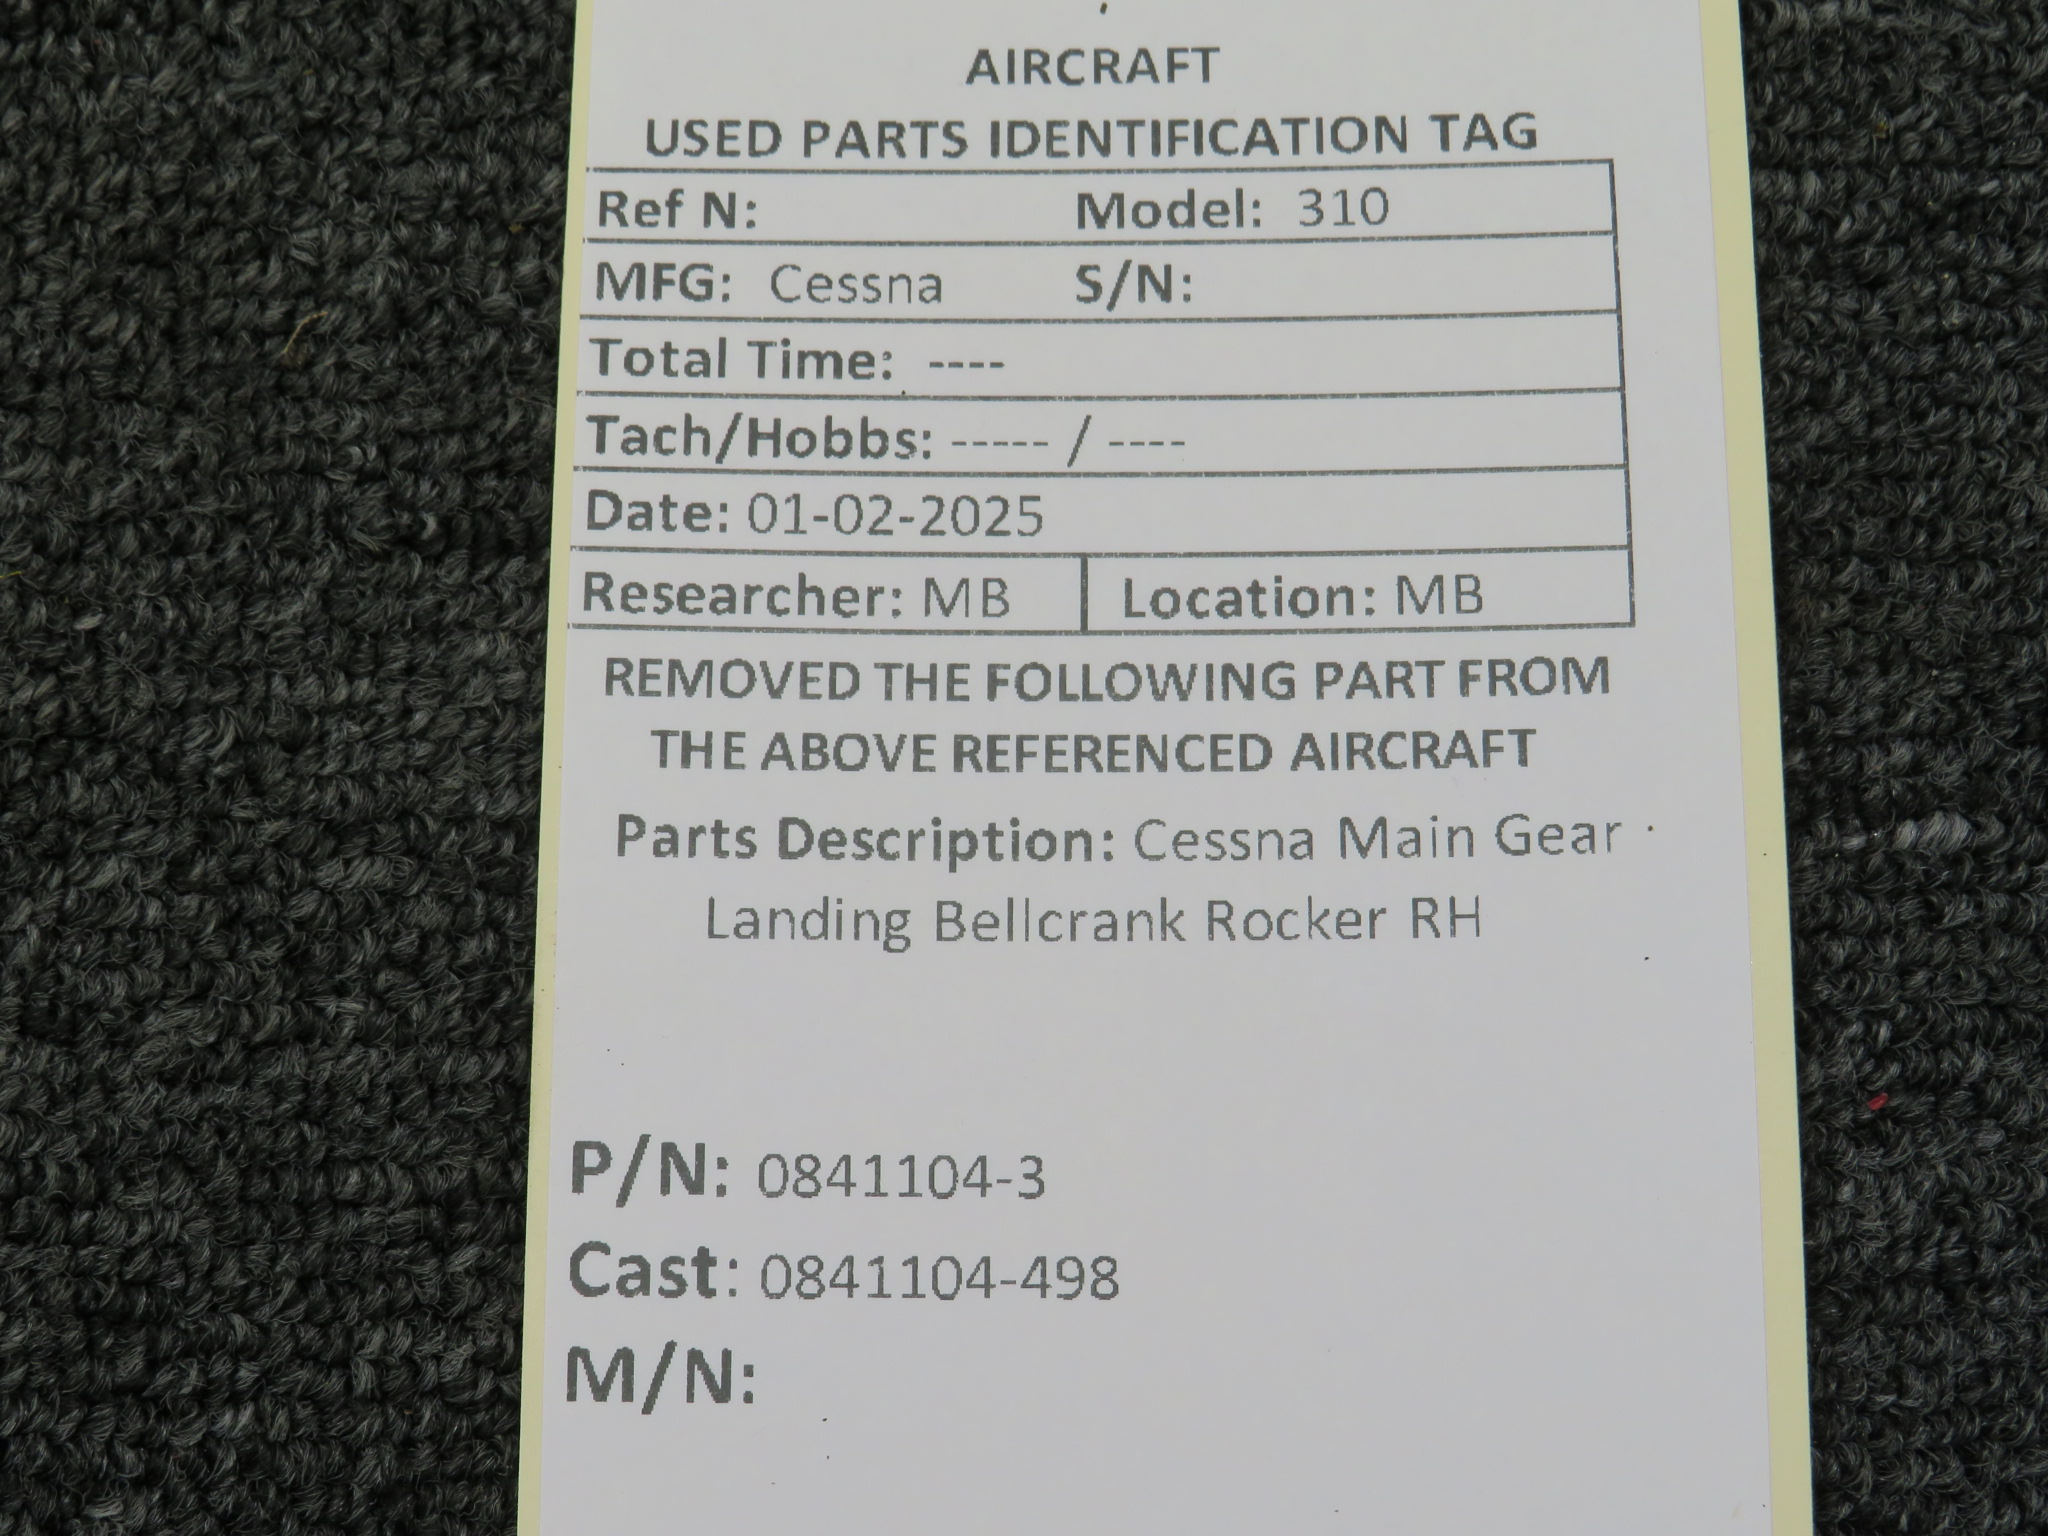 AIRCRAFT
USED PARTS IDENTIFICATION TAG
Ref N: Model: 310
MFG: Cessna S/N:
Total Time: ----
Tach/Hobbs: ----- / ----
Date: 01-02-2025
Researcher: MB Location: MB
REMOVED THE FOLLOWING PART FROM
THE ABOVE REFERENCED AIRCRAFT
Parts Description: Cessna Main Gear
Landing Bellcrank Rocker RH
P/N: 0841104-3
Cast: 0841104-498
M/N: